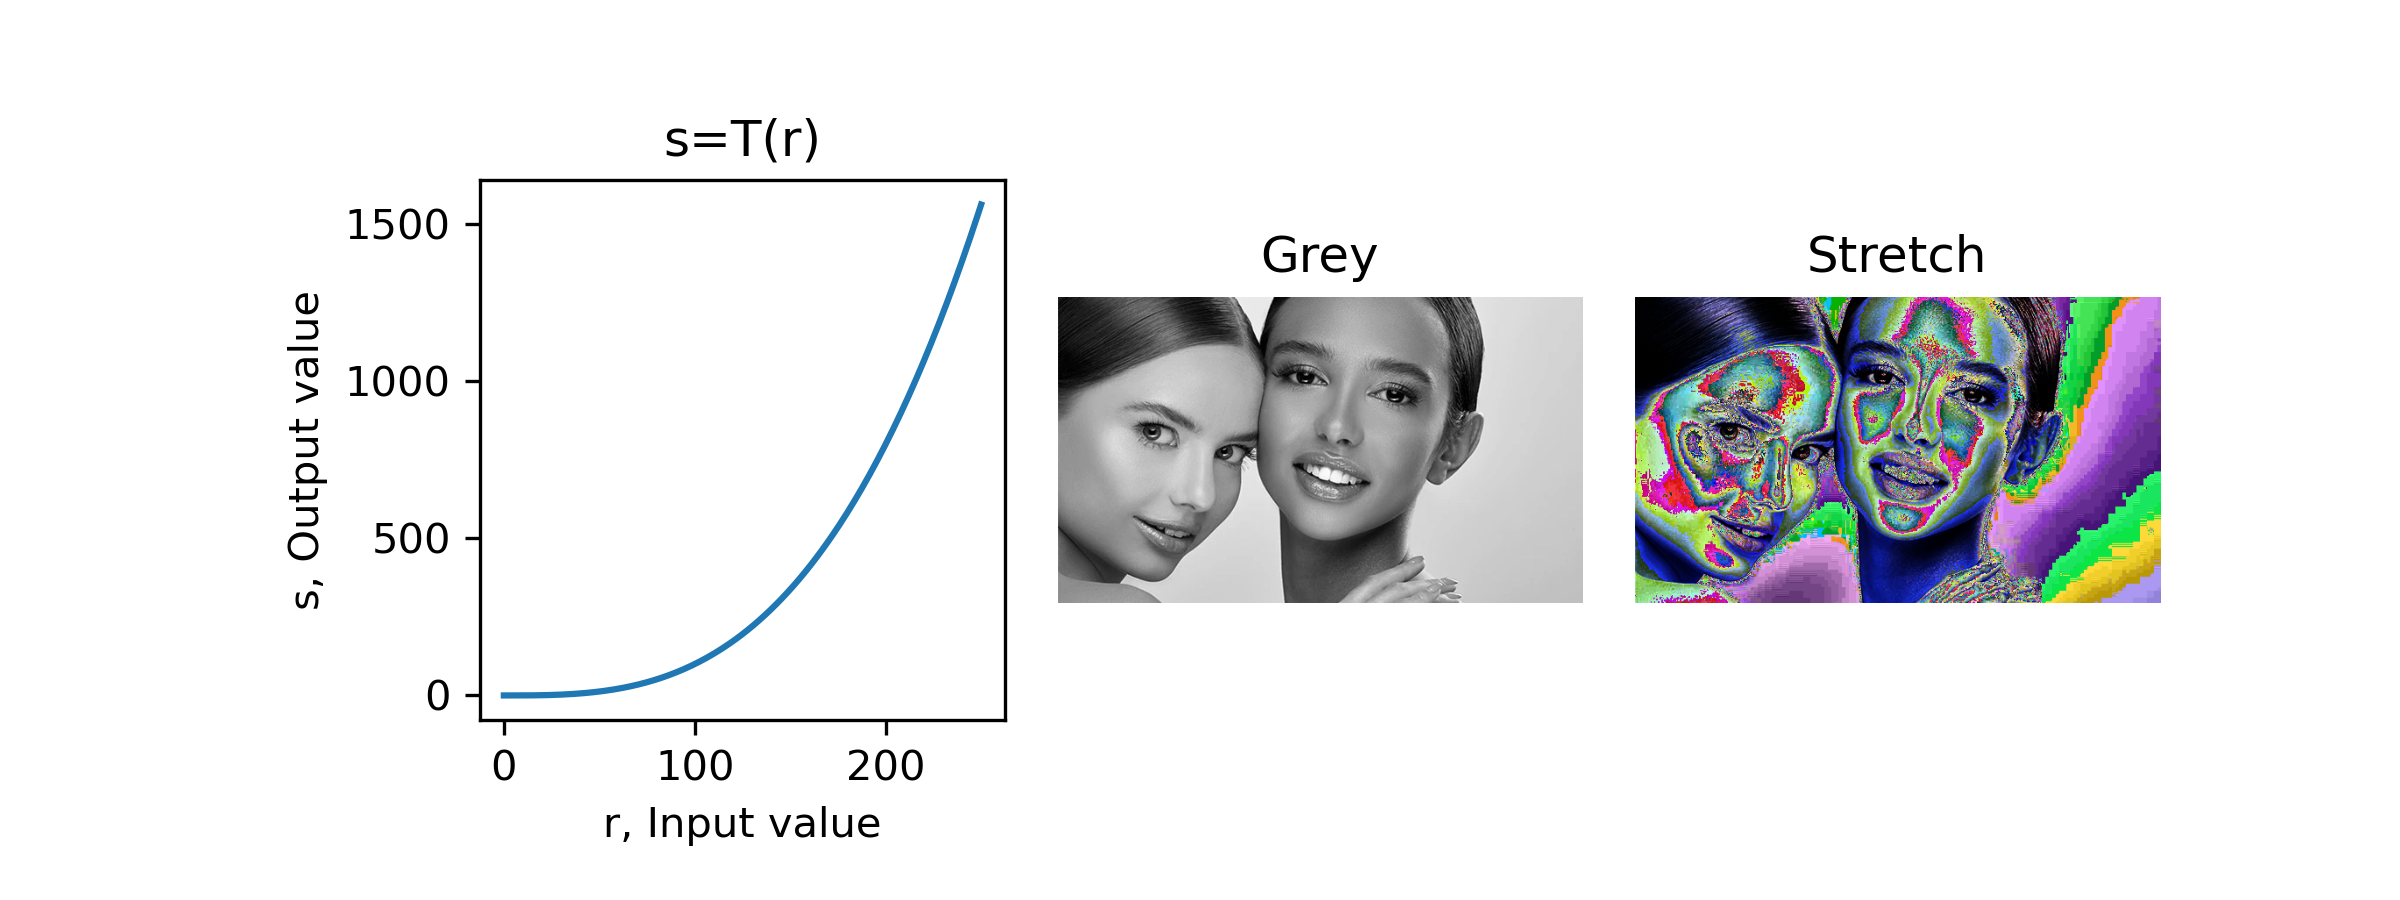 s=T(r)
1500
1000
500
0
s, Output value
0 100 200
r, Input value
Grey
Stretch